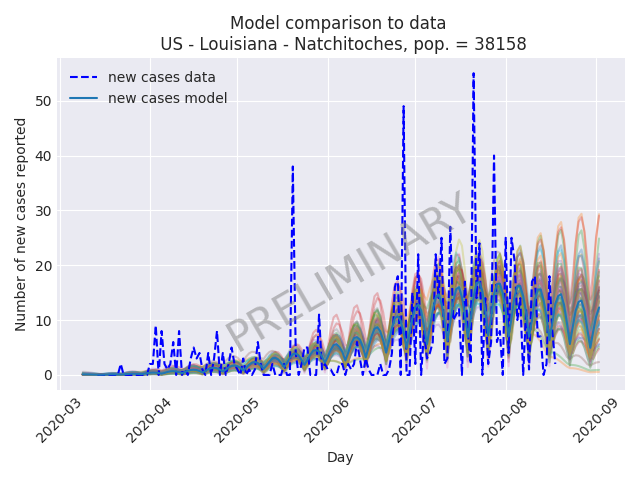 Model comparison to data
US - Louisiana - Natchitoches, pop. = 38158
new cases data
new cases model
PRELIMINARY
Number of new cases reported
50
40
30
20
10
0
2020-03
2020-04
2020-05
2020-06
2020-07
2020-08
2020-09
Day